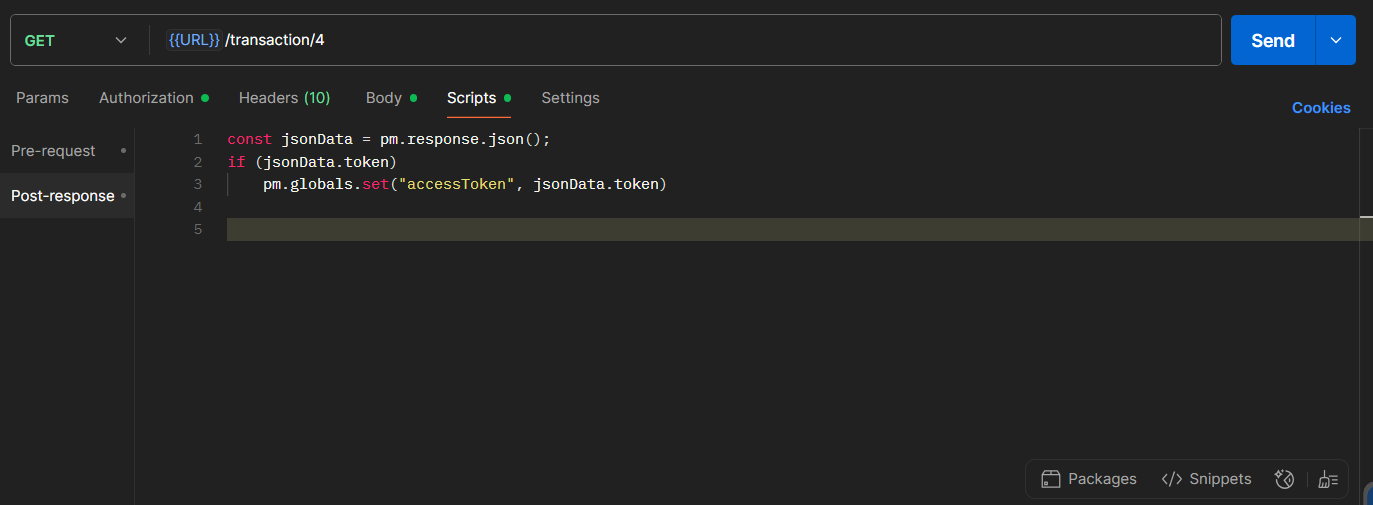 GET {{URL}} /transaction/4 Send
Params Authorization Headers (10) Body Scripts Settings Cookies
Pre-request
Post-response
1 const jsonData = pm.response.json();
2 if (jsonData.token)
3 pm.globals.set("accessToken", jsonData.token)
4
5
Packages </> Snippets